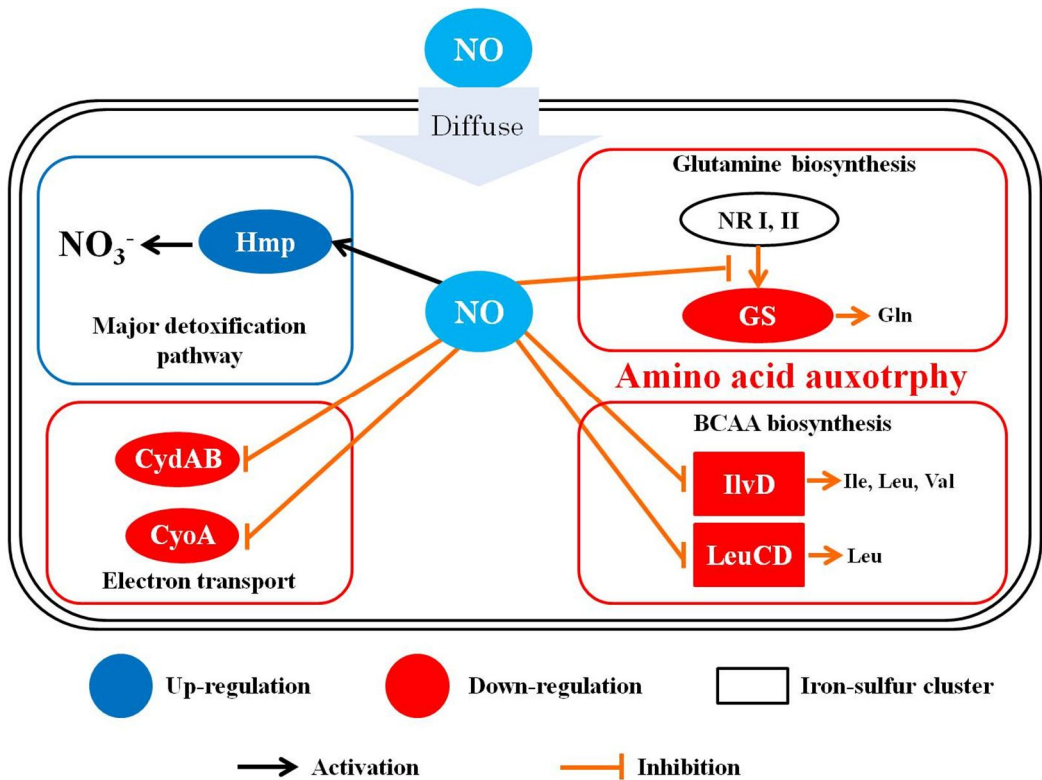 NO
Diffuse
Glutamine biosynthesis
NR I, II
GS
Gln
NO₃⁻
Hmp
Major detoxification
pathway
NO
Amino acid auxotrphy
CydAB
CyoA
Electron transport
BCAA biosynthesis
IlvD
Ile, Leu, Val
LeuCD
Leu
Up-regulation
Down-regulation
Iron-sulfur cluster
Activation
Inhibition